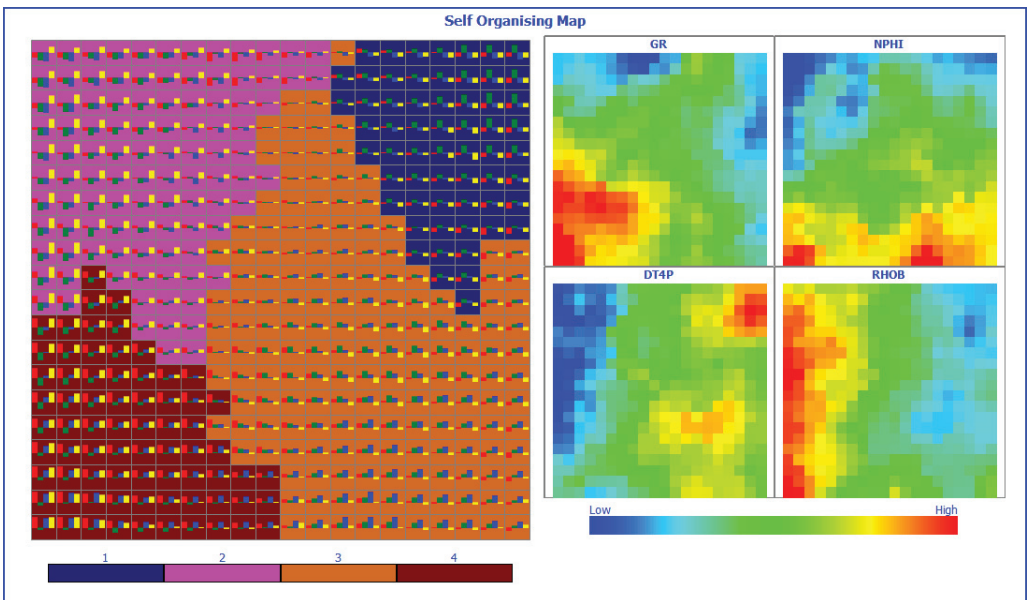 Self Organising Map
GR
NPHI
DT4P
RHOB
Low
High
1
2
3
4